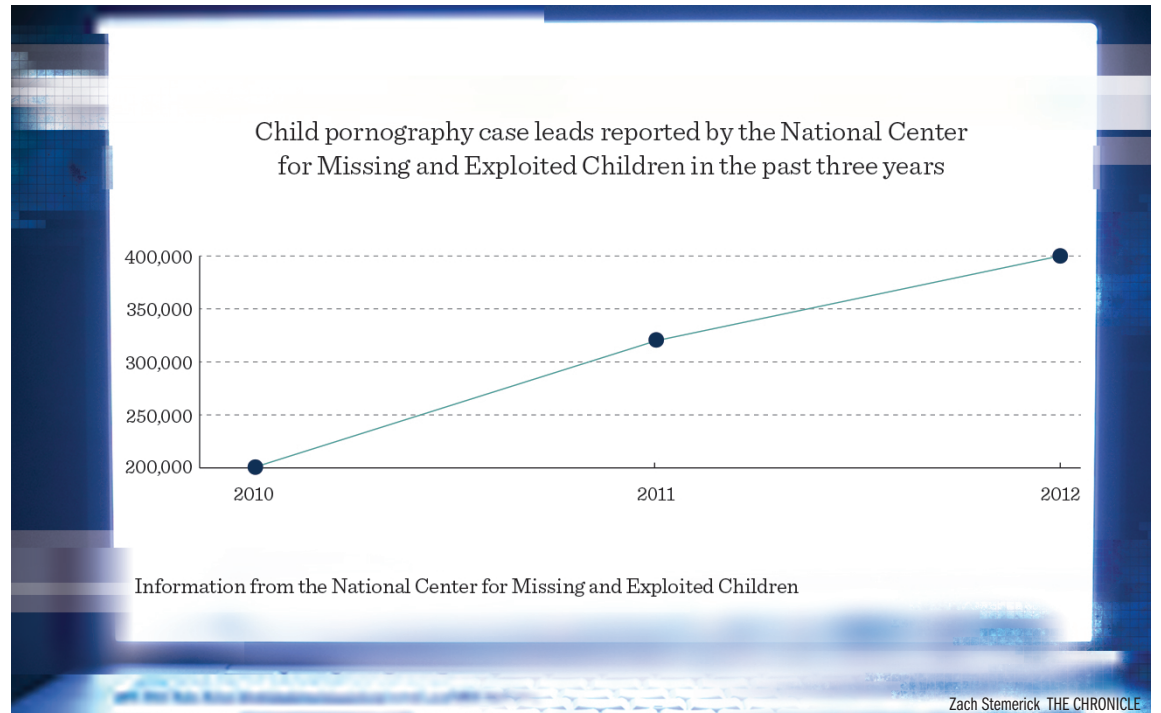 Child pornography case leads reported by the National Center
for Missing and Exploited Children in the past three years
400,000
350,000
300,000
250,000
200,000
2010 2011 2012
Information from the National Center for Missing and Exploited Children
Zach Stemerick THE CHRONICLE